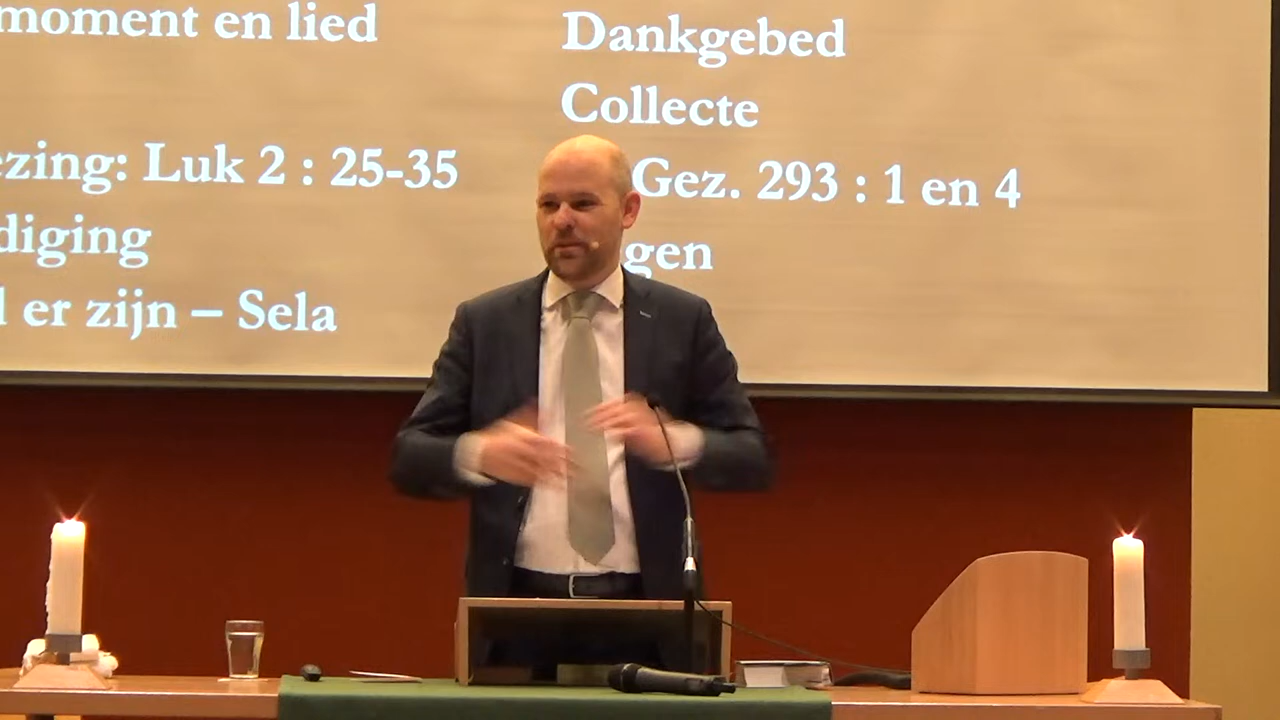 moment en lied
ezing: Luk 2 : 25-35
diging
l er zijn – Sela
Dankgebed
Collecte
Gez. 293 : 1 en 4
gen